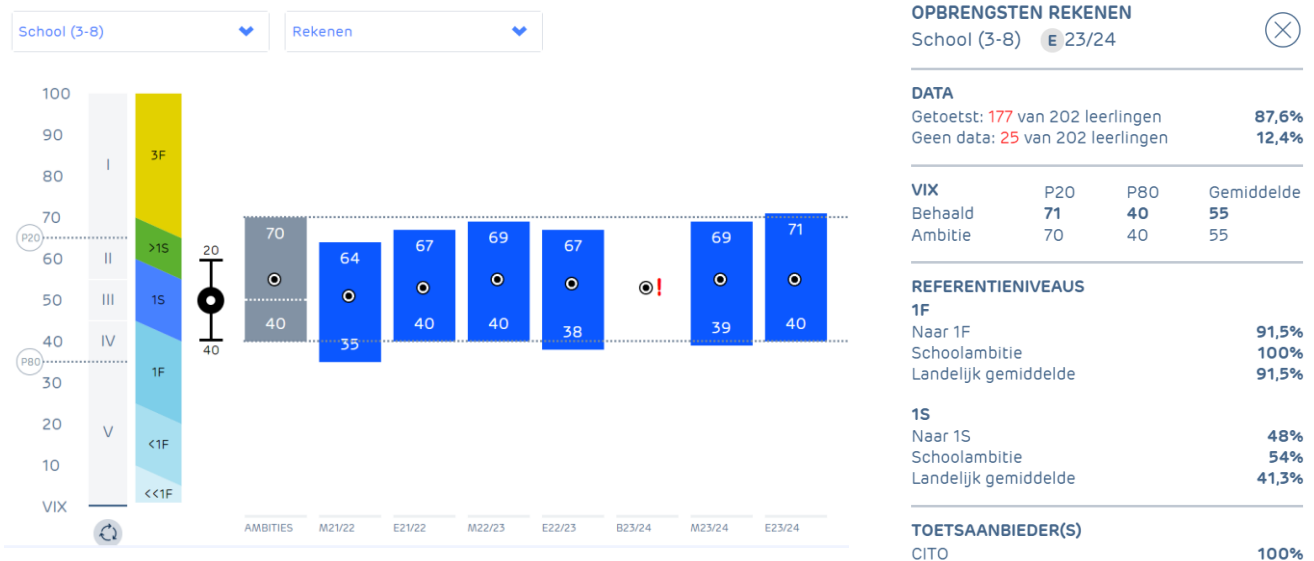 School (3-8)
Rekenen
100
90
80
70
60
50
40
30
20
10
VIX
P20
P80
I
II
III
IV
V
3F
>1S
1S
1F
<1F
<<1F
20
40
70
40
64
35
67
40
69
40
67
38
!
69
39
71
40
AMBITIES
M21/22
E21/22
M22/23
E22/23
B23/24
M23/24
E23/24
OPBRENGSTEN REKENEN
School (3-8) E 23/24
DATA
Getoetst: 177 van 202 leerlingen 87,6%
Geen data: 25 van 202 leerlingen 12,4%
VIX P20 P80 Gemiddelde
Behaald 71 40 55
Ambitie 70 40 55
REFERENTIENIVEAUS
1F
Naar 1F 91,5%
Schoolambitie 100%
Landelijk gemiddelde 91,5%
1S
Naar 1S 48%
Schoolambitie 54%
Landelijk gemiddelde 41,3%
TOETSAANBIEDER(S)
CITO 100%